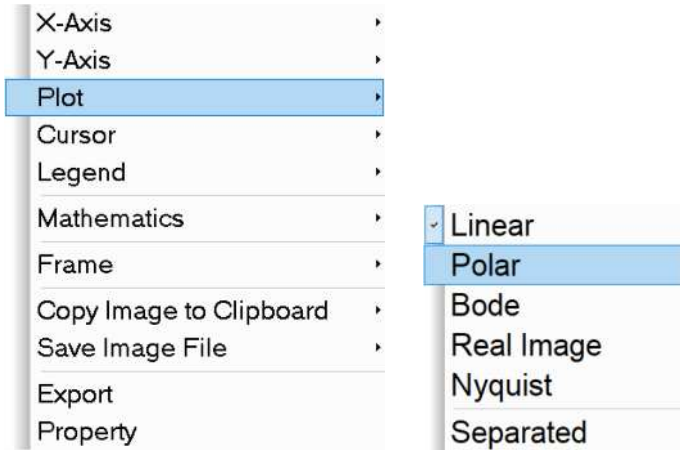 X-Axis
Y-Axis
Plot
Cursor
Legend
Mathematics
Frame
Copy Image to Clipboard
Save Image File
Export
Property
Linear
Polar
Bode
Real Image
Nyquist
Separated